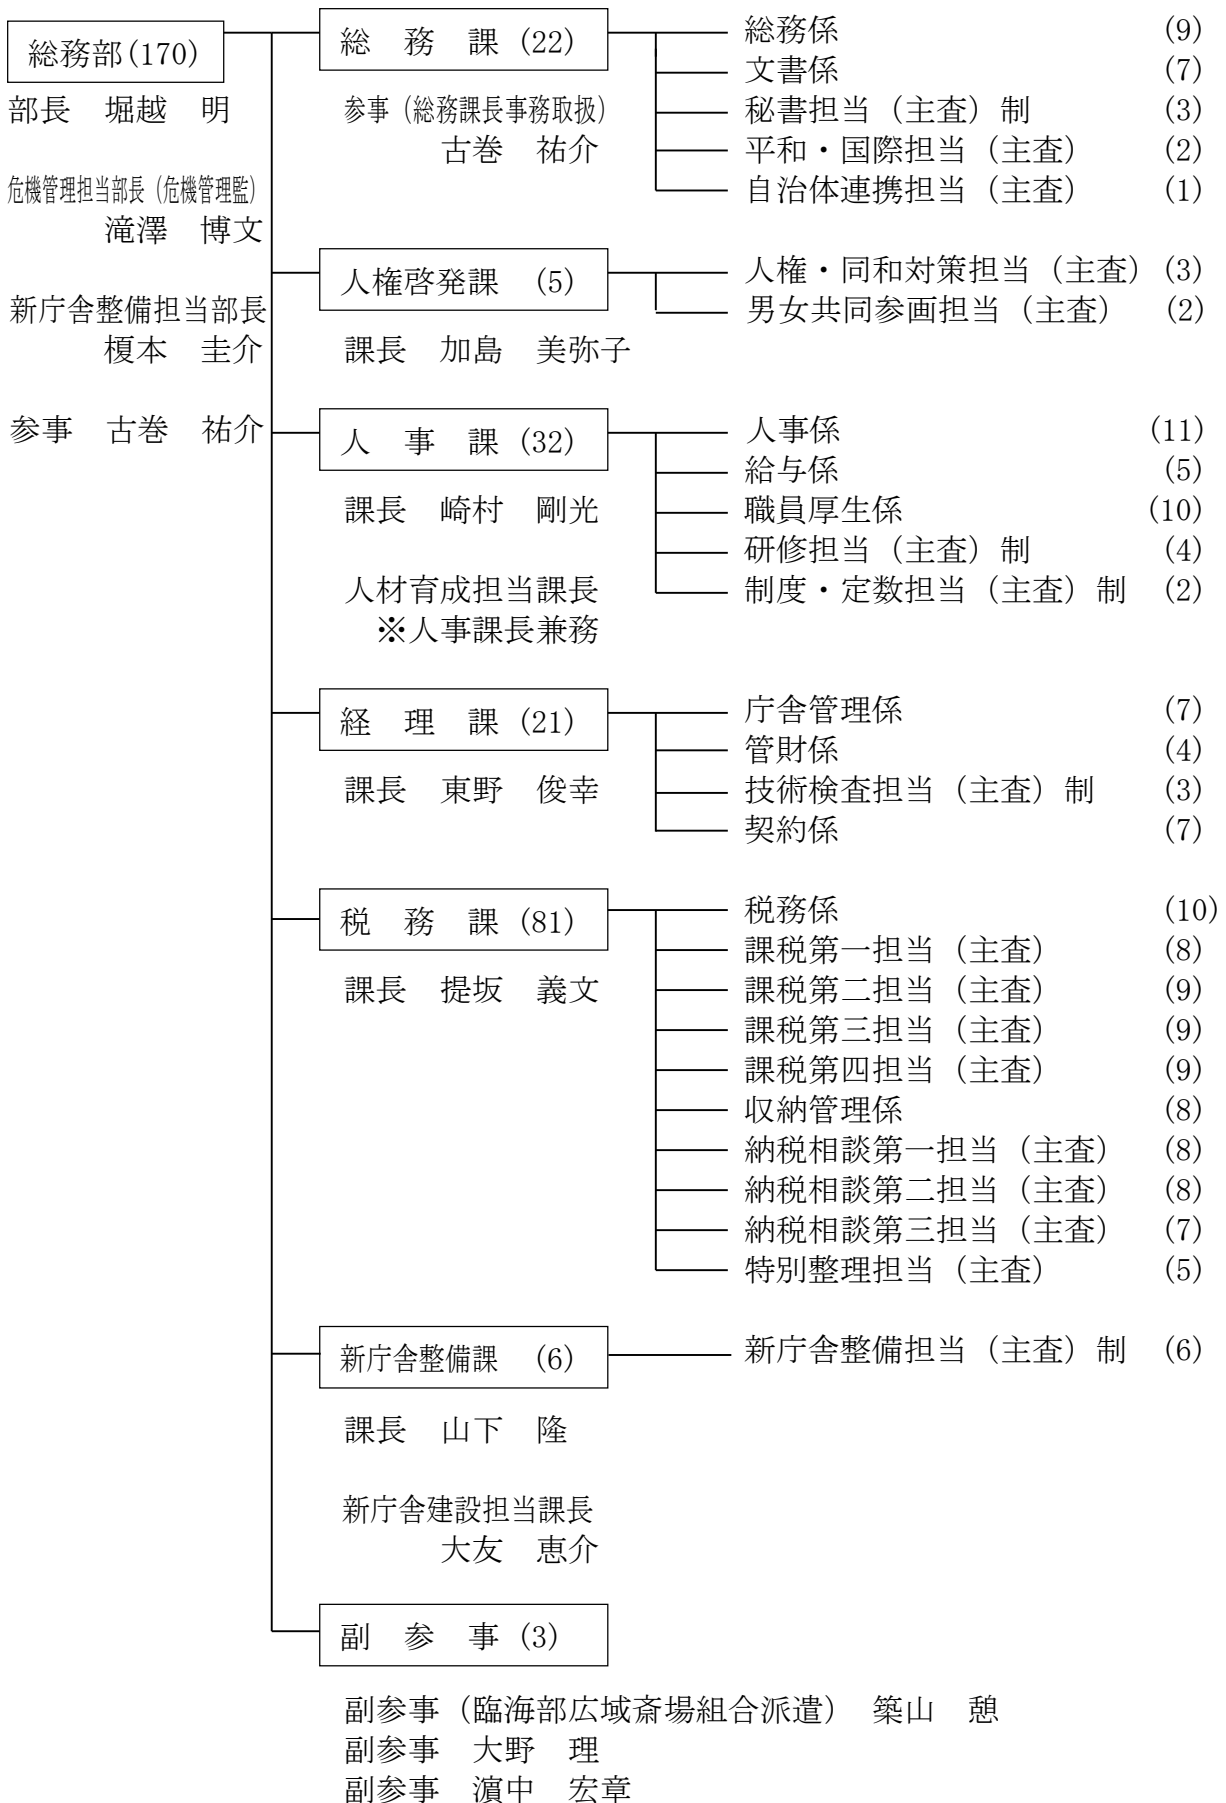 総務部(170)
部長　堀越　明
危機管理担当部長（危機管理監）
滝澤　博文
新庁舎整備担当部長
榎本　圭介
参事　古巻　祐介
総　務　課 (22)
参事（総務課長事務取扱）
古巻　祐介
総務係 (9)
文書係 (7)
秘書担当（主査）制 (3)
平和・国際担当（主査） (2)
自治体連携担当（主査） (1)
人権啓発課　(5)
課長　加島　美弥子
人権・同和対策担当（主査） (3)
男女共同参画担当（主査） (2)
人　事　課 (32)
課長　崎村　剛光
人材育成担当課長
※人事課長兼務
人事係 (11)
給与係 (5)
職員厚生係 (10)
研修担当（主査）制 (4)
制度・定数担当（主査）制 (2)
経　理　課 (21)
課長　東野　俊幸
庁舎管理係 (7)
管財係 (4)
技術検査担当（主査）制 (3)
契約係 (7)
税　務　課 (81)
課長　提坂　義文
税務係 (10)
課税第一担当（主査） (8)
課税第二担当（主査） (9)
課税第三担当（主査） (9)
課税第四担当（主査） (9)
収納管理係 (8)
納税相談第一担当（主査） (8)
納税相談第二担当（主査） (8)
納税相談第三担当（主査） (7)
特別整理担当（主査） (5)
新庁舎整備課　(6)
課長　山下　隆
新庁舎建設担当課長
大友　恵介
新庁舎整備担当（主査）制 (6)
副　参　事 (3)
副参事（臨海部広域斎場組合派遣）　築山　憩
副参事　大野　理
副参事　濵中　宏章